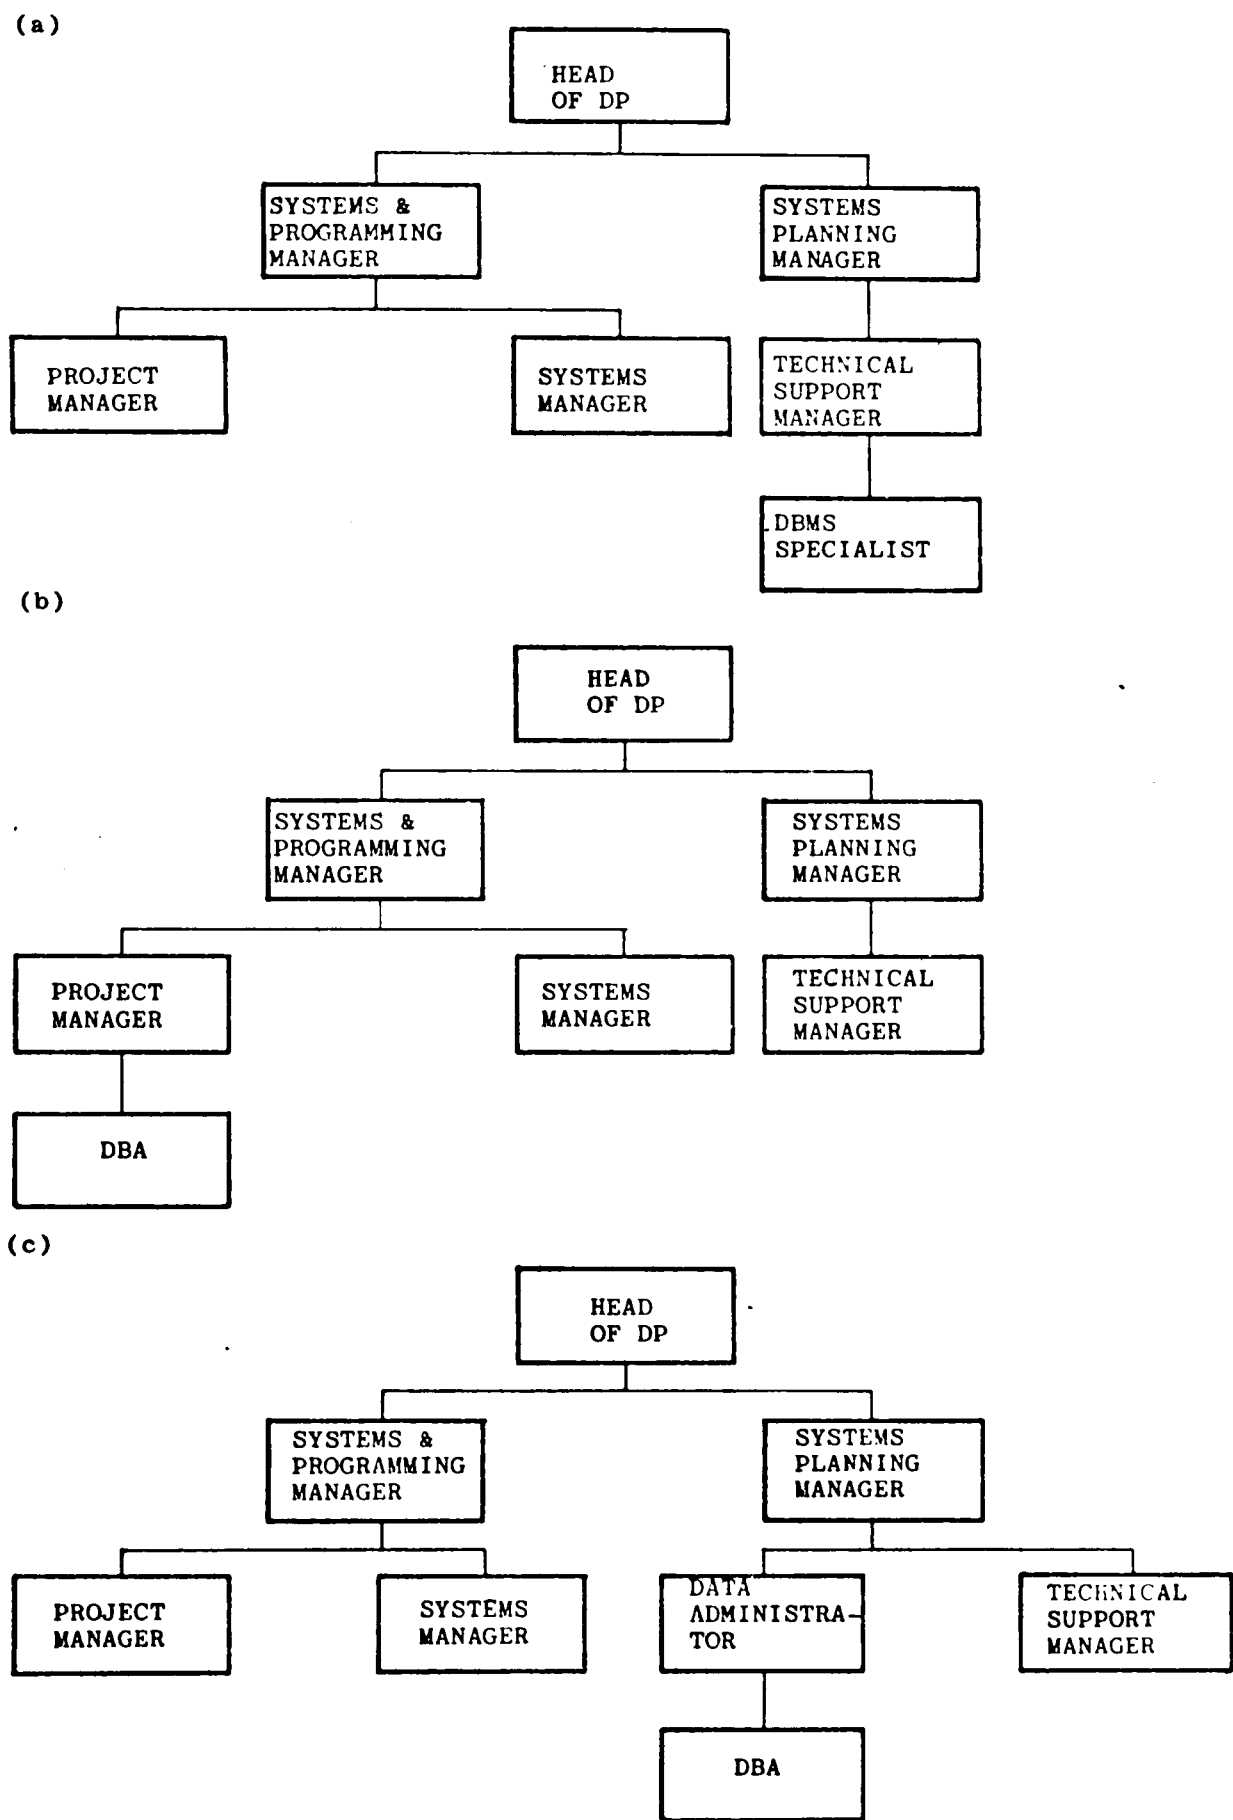 (a)
HEAD
OF DP
SYSTEMS &
PROGRAMMING
MANAGER
SYSTEMS
PLANNING
MANAGER
PROJECT
MANAGER
SYSTEMS
MANAGER
TECHNICAL
SUPPORT
MANAGER
DBMS
SPECIALIST
(b)
HEAD
OF DP
SYSTEMS &
PROGRAMMING
MANAGER
SYSTEMS
PLANNING
MANAGER
PROJECT
MANAGER
SYSTEMS
MANAGER
TECHNICAL
SUPPORT
MANAGER
DBA
(c)
HEAD
OF DP
SYSTEMS &
PROGRAMMING
MANAGER
SYSTEMS
PLANNING
MANAGER
PROJECT
MANAGER
SYSTEMS
MANAGER
DATA
ADMINISTRA-
TOR
TECHNICAL
SUPPORT
MANAGER
DBA